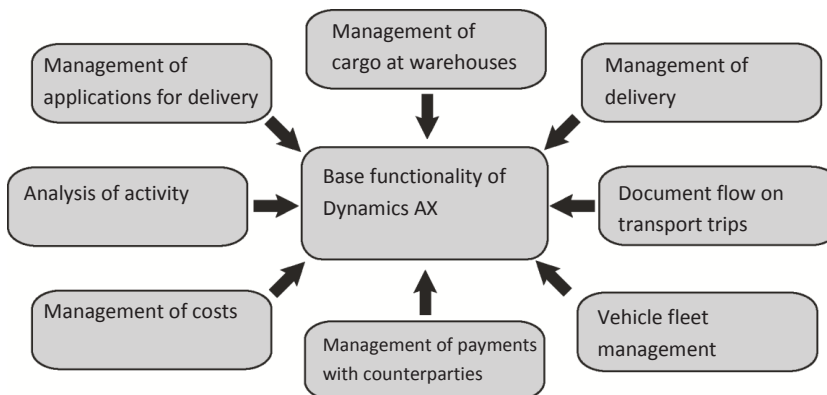 Management of
cargo at warehouses
Management of
applications for delivery
Management of
delivery
Analysis of activity
Base functionality of
Dynamics AX
Document flow on
transport trips
Management of costs
Management of payments
with counterparties
Vehicle fleet
management